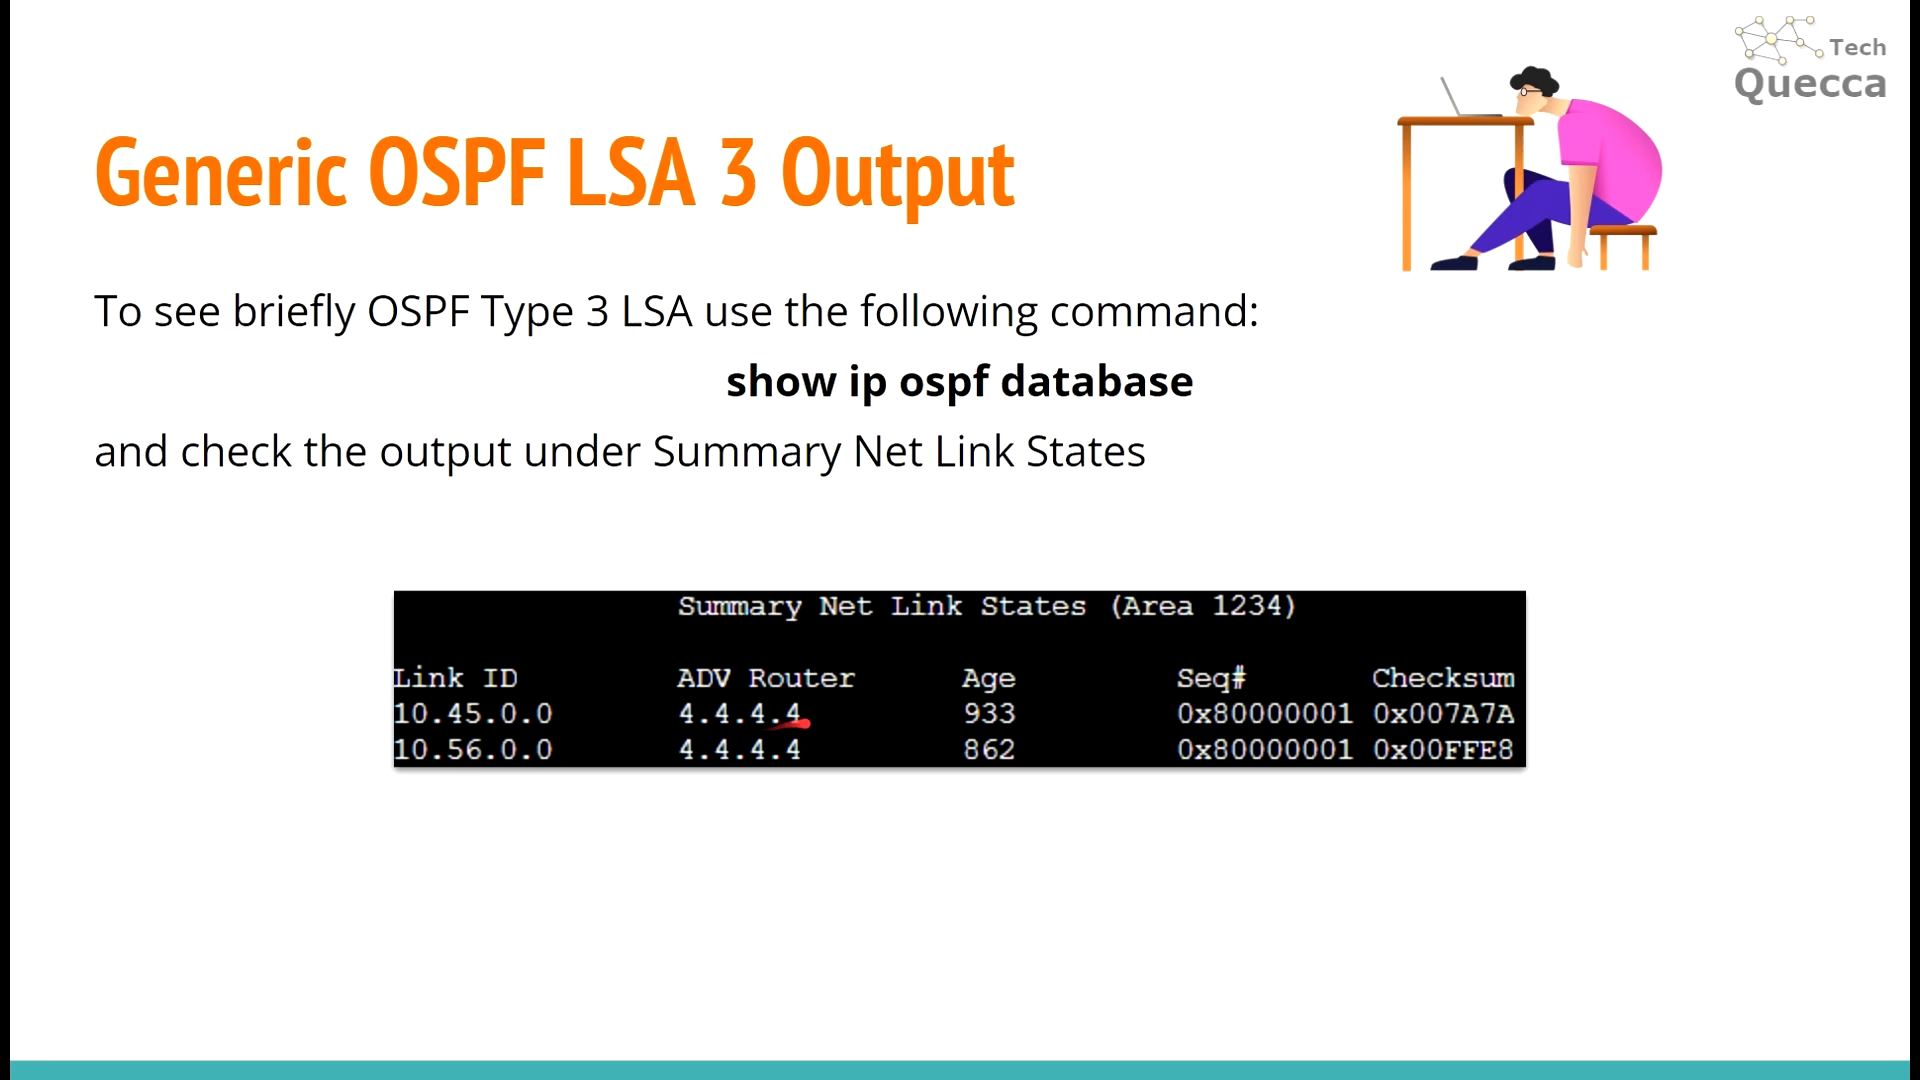 Tech
Quecca
Generic OSPF LSA 3 Output
To see briefly OSPF Type 3 LSA use the following command:
show ip ospf database
and check the output under Summary Net Link States
Summary Net Link States (Area 1234)
Link ID ADV Router Age Seq# Checksum
10.45.0.0 4.4.4.4 933 0x80000001 0x007A7A
10.56.0.0 4.4.4.4 862 0x80000001 0x00FFE8